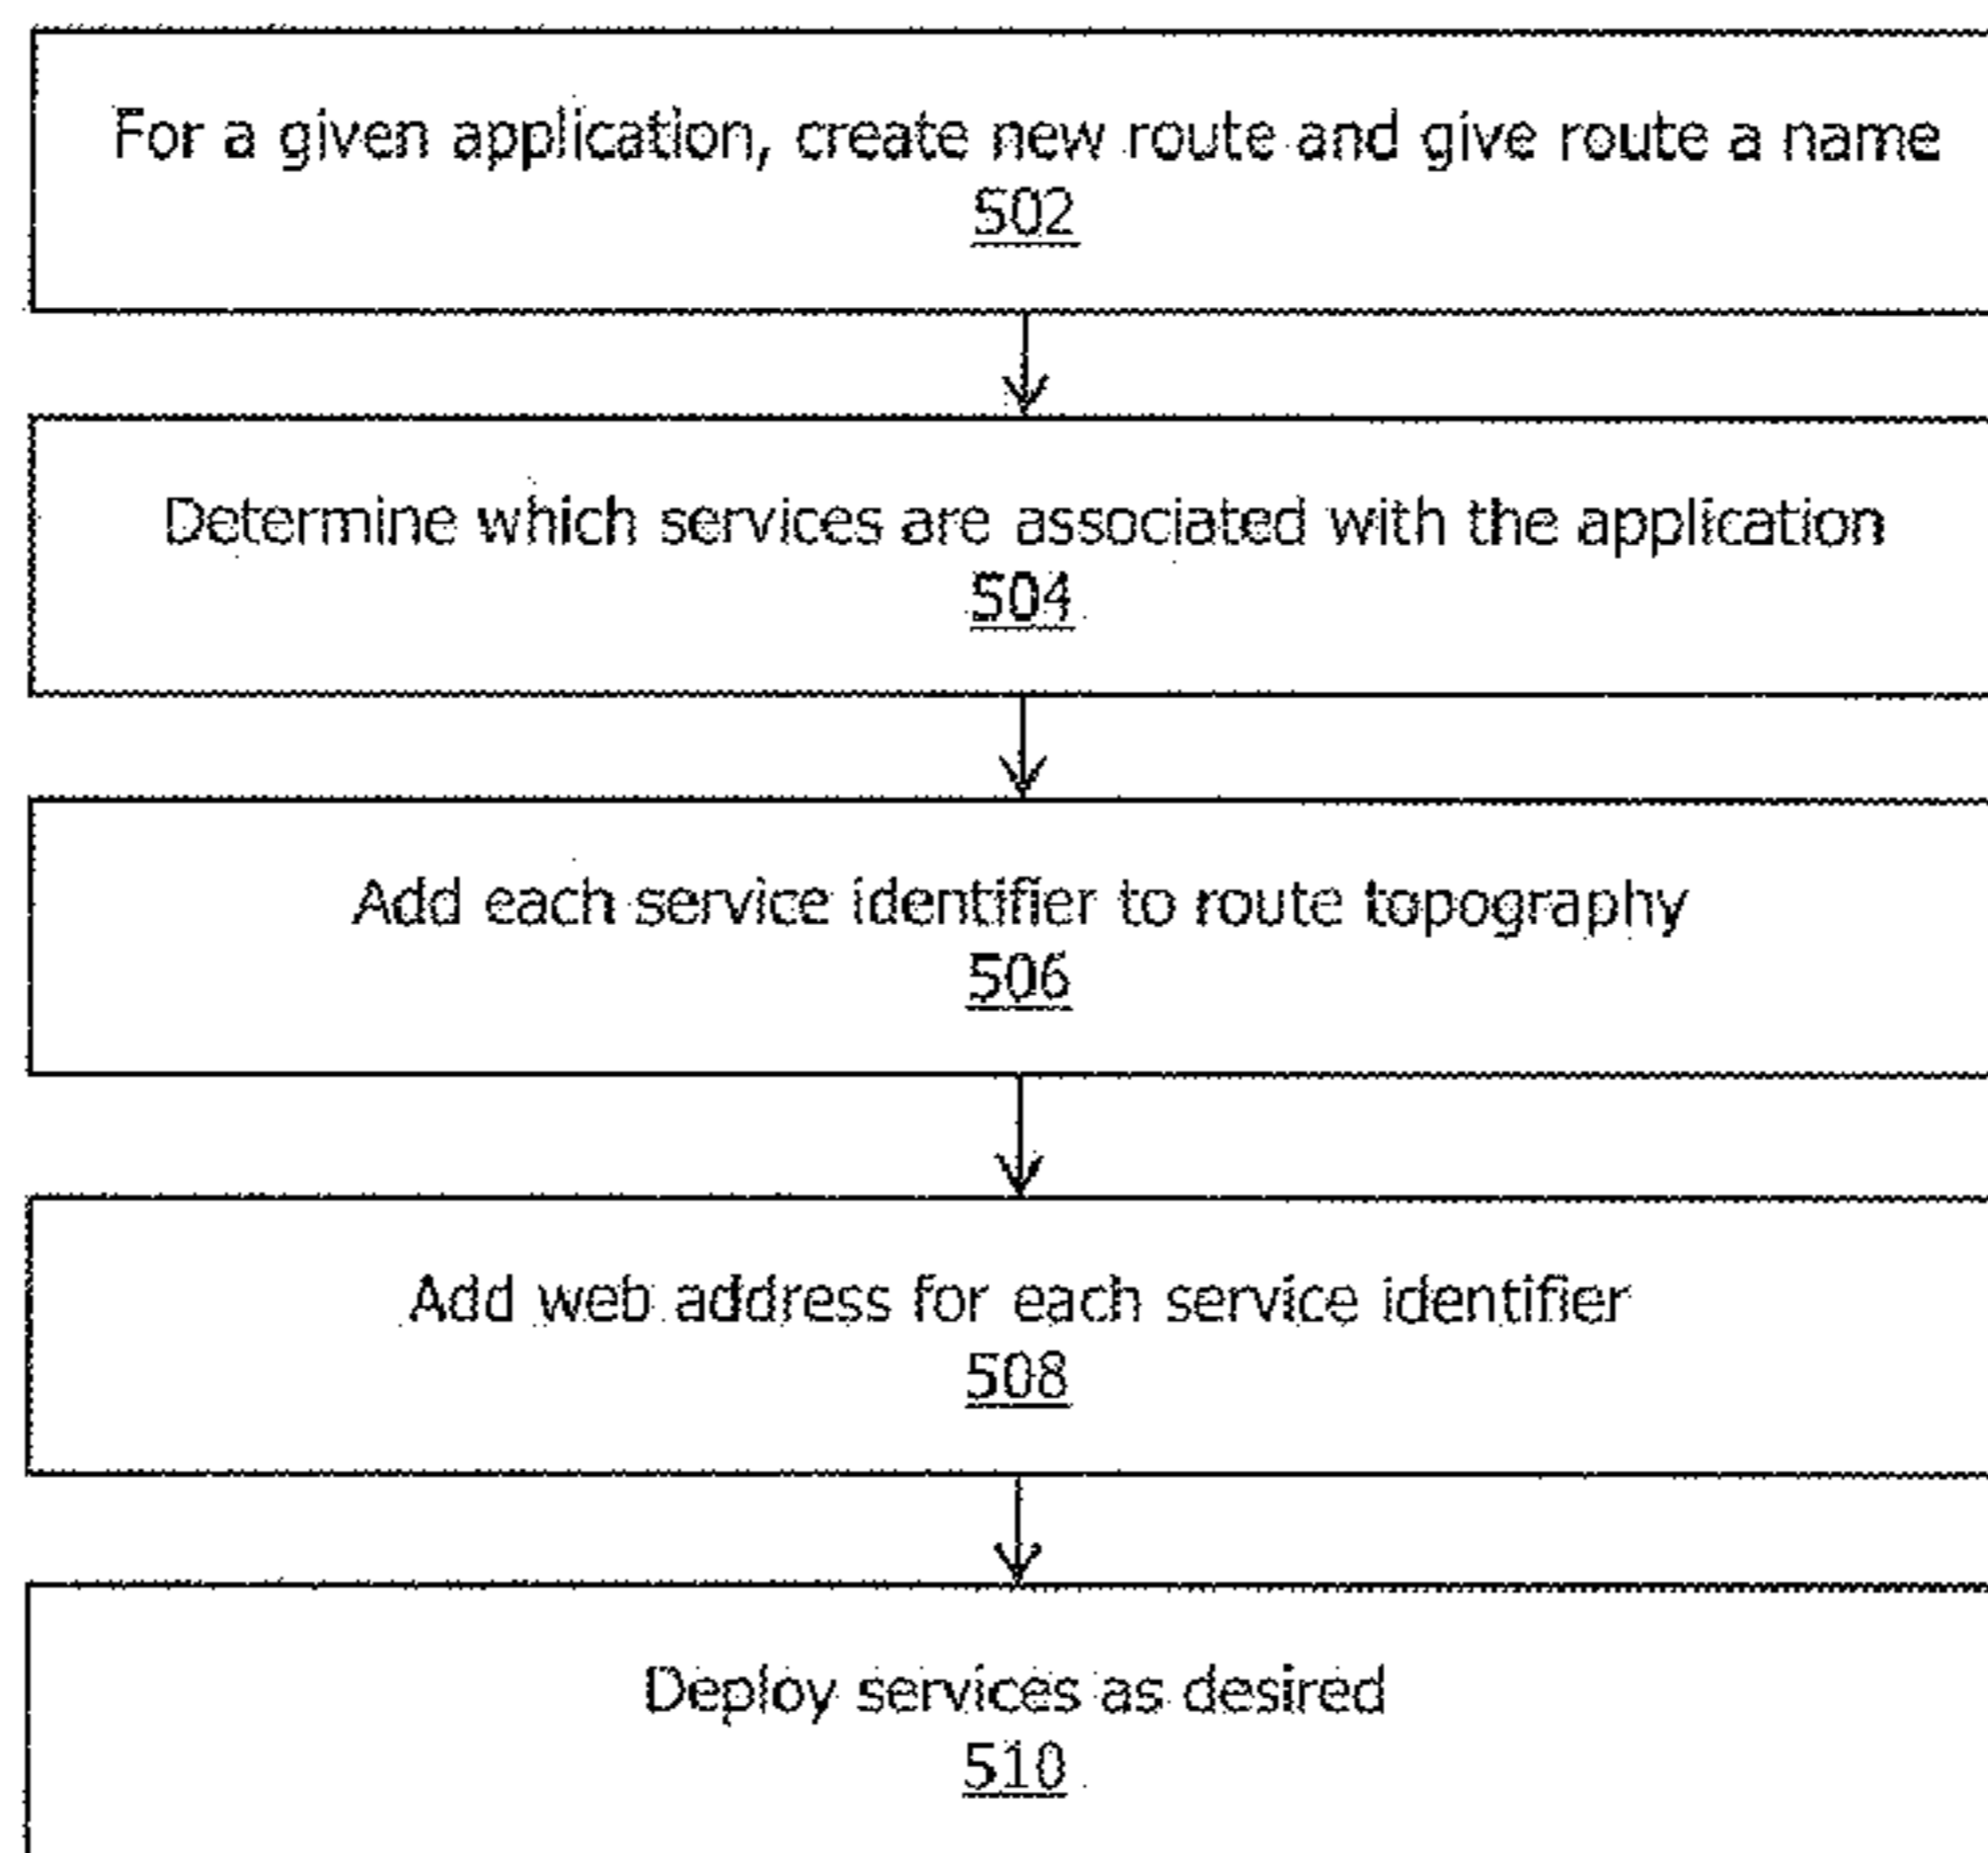 For a given application, create new route and give route a name
502
Determine which services are associated with the application
504
Add each service identifier to route topography
506
Add web address for each service identifier
508
Deploy services as desired
510